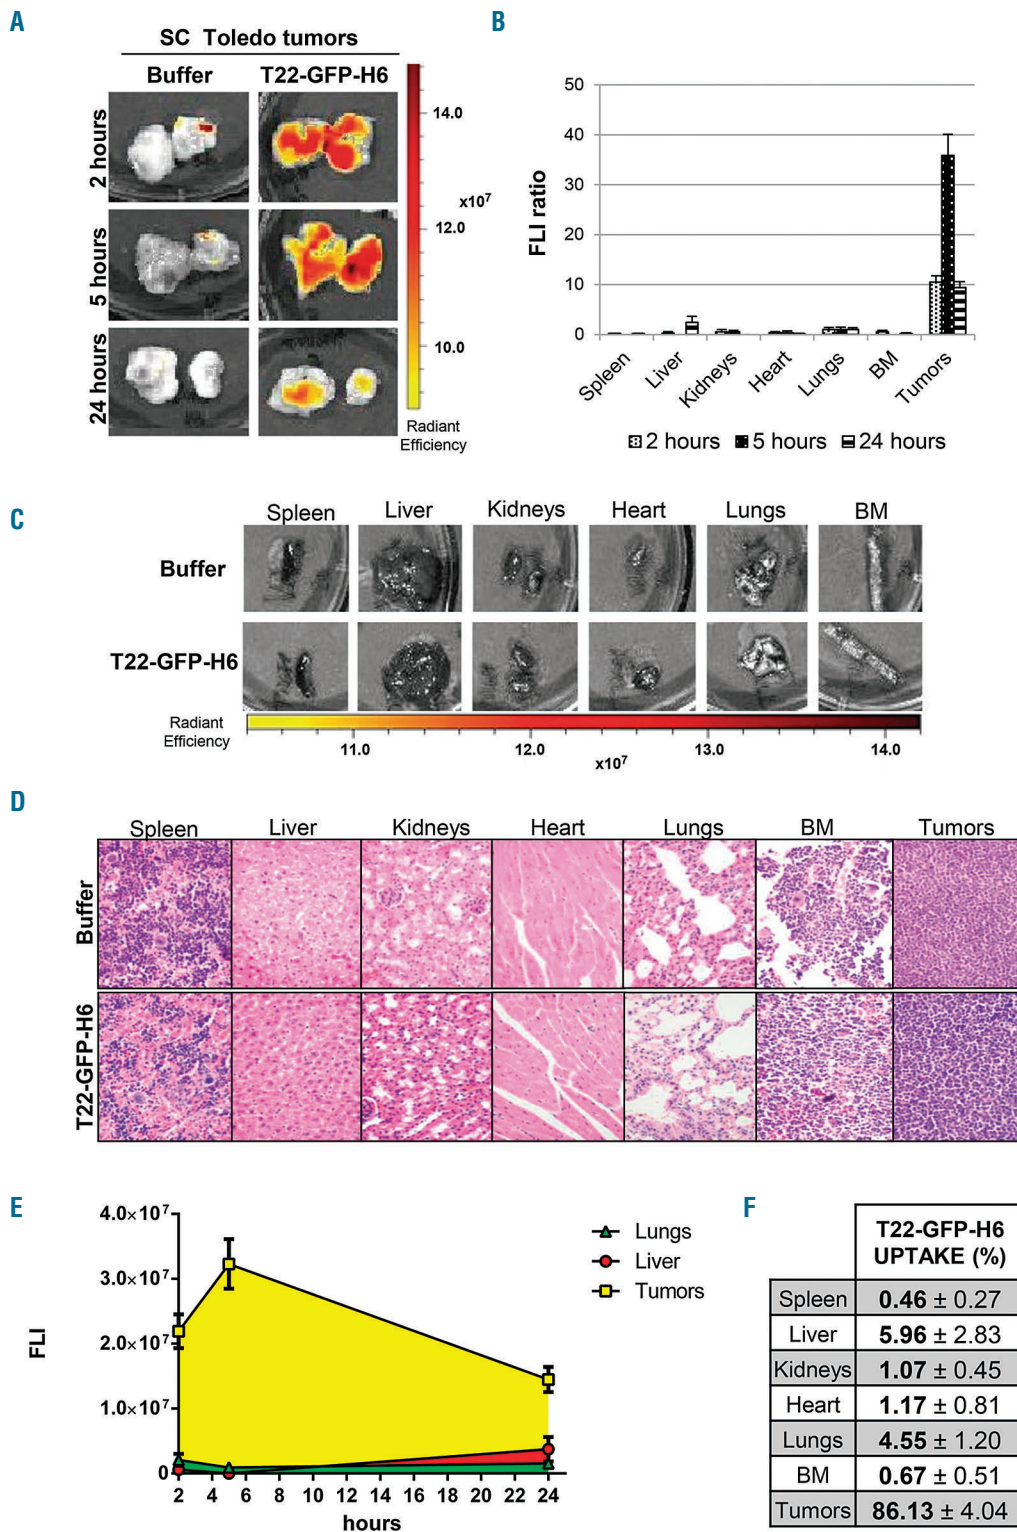 A
SC Toledo tumors
Buffer T22-GFP-H6
2 hours
5 hours
24 hours
14.0
x10⁷
12.0
10.0
Radiant
Efficiency
B
FLI ratio
50
40
30
20
10
0
Spleen
Liver
Kidneys
Heart
Lungs
BM
Tumors
2 hours 5 hours 24 hours
C
Spleen Liver Kidneys Heart Lungs BM
Buffer
T22-GFP-H6
Radiant
Efficiency
11.0 12.0 13.0 14.0
x10⁷
D
Spleen Liver Kidneys Heart Lungs BM Tumors
Buffer
T22-GFP-H6
E
FLI
4.0×10⁷
3.0×10⁷
2.0×10⁷
1.0×10⁷
0
2 4 6 8 10 12 14 16 18 20 22 24
hours
Lungs
Liver
Tumors
F
T22-GFP-H6
UPTAKE (%)
Spleen 0.46 ± 0.27
Liver 5.96 ± 2.83
Kidneys 1.07 ± 0.45
Heart 1.17 ± 0.81
Lungs 4.55 ± 1.20
BM 0.67 ± 0.51
Tumors 86.13 ± 4.04